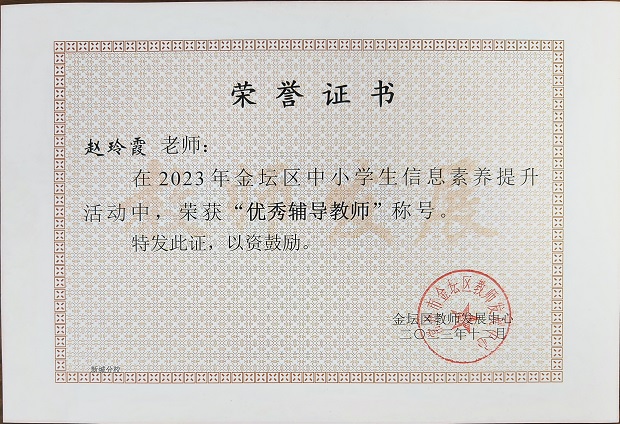 荣誉证书
赵玲霞 老师：
在2023年金坛区中小学生信息素养提升
活动中，荣获“优秀辅导教师”称号。
特发此证，以资鼓励。
金坛区教师发展中心
二〇二三年十二月